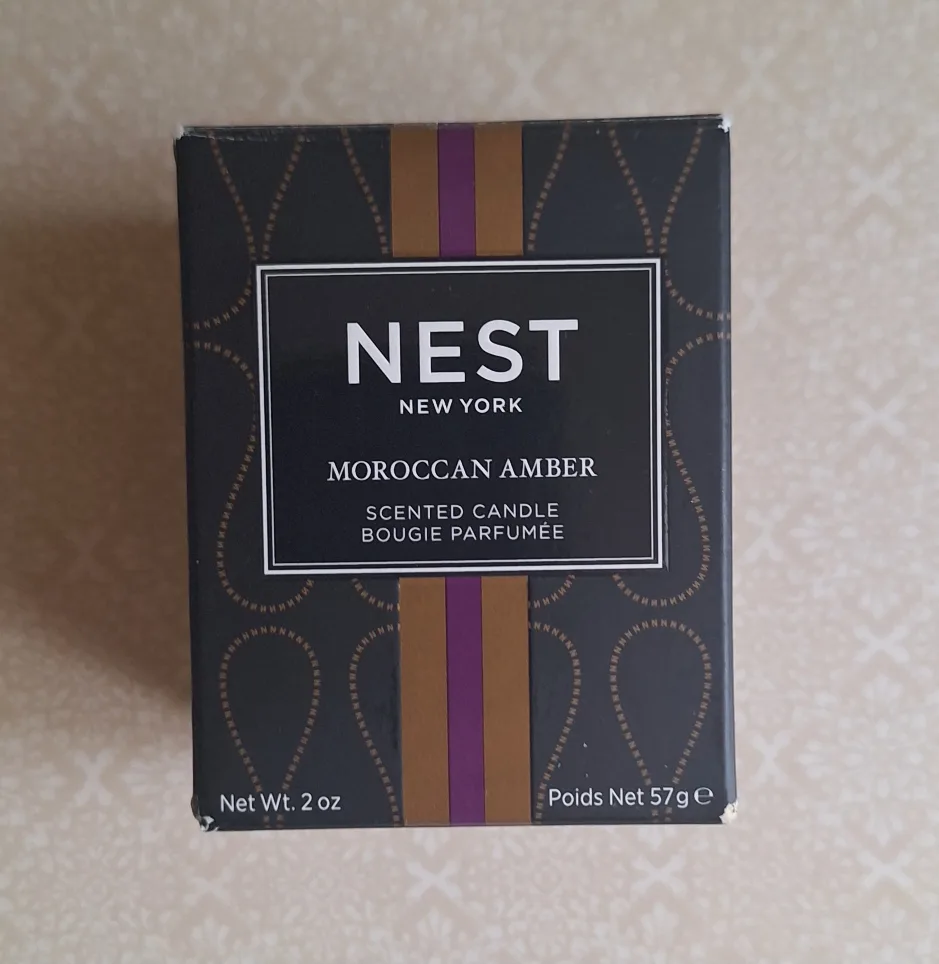 NEST
NEW YORK
MOROCCAN AMBER
SCENTED CANDLE
BOUGIE PARFUMÉE
Net Wt. 2 oz
Poids Net 57g ℮